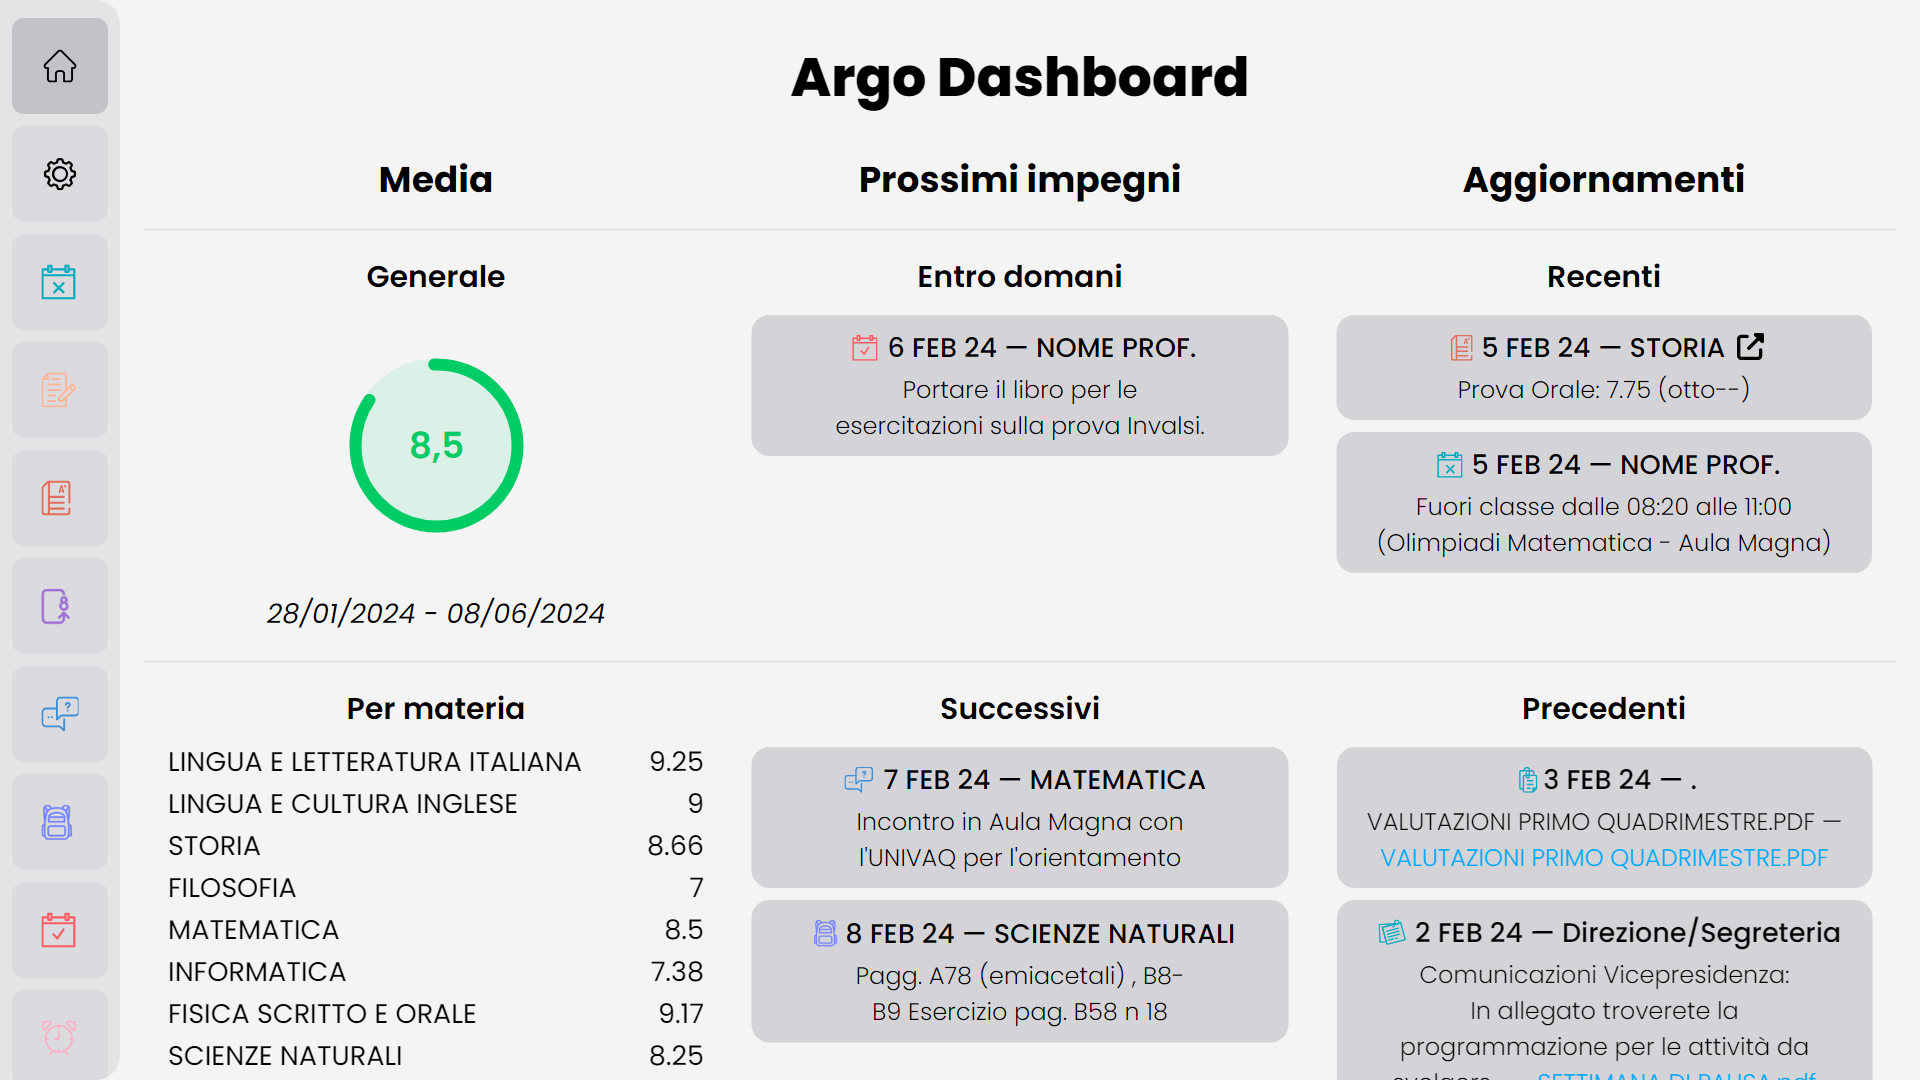 Argo Dashboard
Media
Prossimi impegni
Aggiornamenti
Generale
8,5
28/01/2024 - 08/06/2024
Entro domani
6 FEB 24 — NOME PROF.
Portare il libro per le
esercitazioni sulla prova Invalsi.
Recenti
5 FEB 24 — STORIA
Prova Orale: 7.75 (otto--)
5 FEB 24 — NOME PROF.
Fuori classe dalle 08:20 alle 11:00
(Olimpiadi Matematica - Aula Magna)
Per materia
LINGUA E LETTERATURA ITALIANA 9.25
LINGUA E CULTURA INGLESE 9
STORIA 8.66
FILOSOFIA 7
MATEMATICA 8.5
INFORMATICA 7.38
FISICA SCRITTO E ORALE 9.17
SCIENZE NATURALI 8.25
Successivi
7 FEB 24 — MATEMATICA
Incontro in Aula Magna con
l'UNIVAQ per l'orientamento
8 FEB 24 — SCIENZE NATURALI
Pagg. A78 (emiacetali) , B8-
B9 Esercizio pag. B58 n 18
Precedenti
3 FEB 24 — .
VALUTAZIONI PRIMO QUADRIMESTRE.PDF —
VALUTAZIONI PRIMO QUADRIMESTRE.PDF
2 FEB 24 — Direzione/Segreteria
Comunicazioni Vicepresidenza:
In allegato troverete la
programmazione per le attività da
SETTIMANA DI PAUSA.pdf